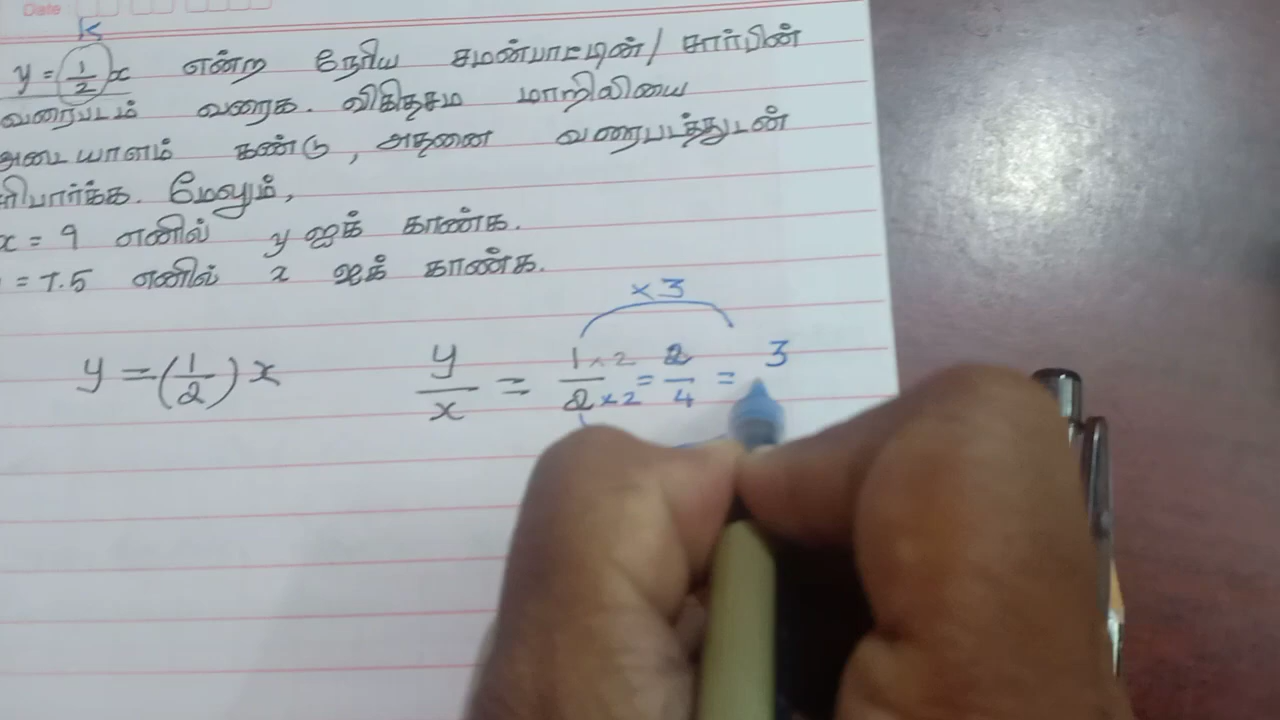 Date
K
y = (1/2) x என்ற நேரிய சமன்பாட்டின் / சார்பின்
வரைபடம் வரைக. விகிதசம மாறிலியை
அடையாளம் கண்டு, அதனை வரைபடத்துடன்
ரிபார்க்க. மேலும்,
x = 9 எனில் y ஐக் காண்க.
= 7.5 எனில் x ஐக் காண்க.
×3
y = (1/2) x y/x = 1×2/2×2 = 2/4 = 3